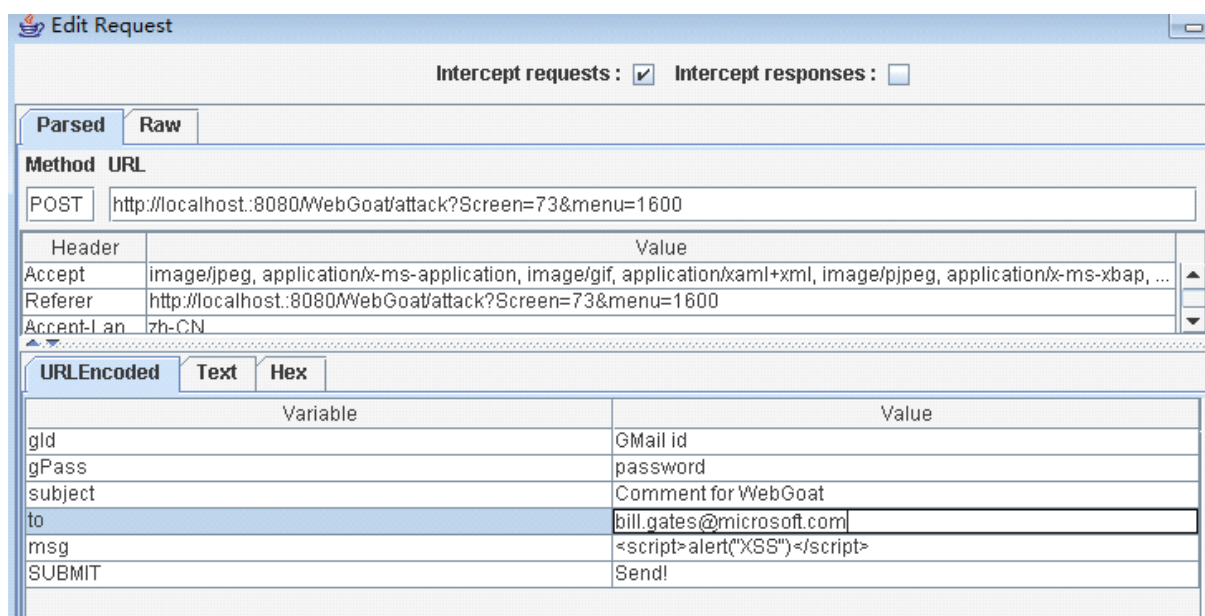 Edit Request
Intercept requests : Intercept responses :
Parsed Raw
Method URL
POST http://localhost.:8080/WebGoat/attack?Screen=73&menu=1600
Header Value
Accept image/jpeg, application/x-ms-application, image/gif, application/xaml+xml, image/pjpeg, application/x-ms-xbap, ...
Referer http://localhost.:8080/WebGoat/attack?Screen=73&menu=1600
Accept-Lan zh-CN
URLEncoded Text Hex
Variable Value
gId GMail id
gPass password
subject Comment for WebGoat
to bill.gates@microsoft.com
msg <script>alert("XSS")</script>
SUBMIT Send!